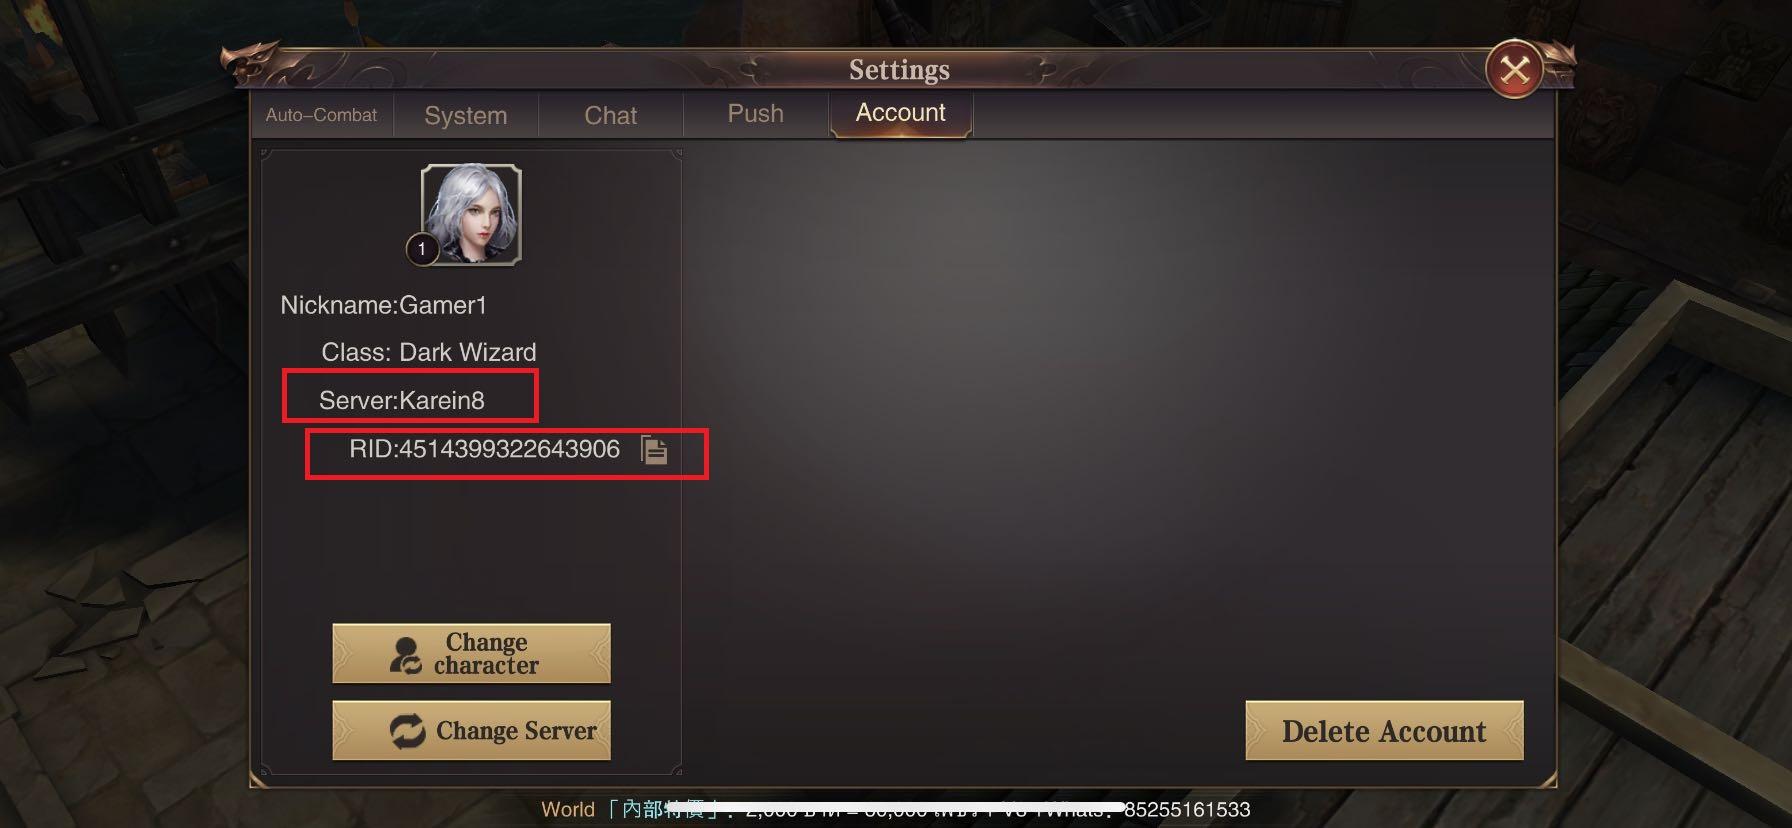 Settings
Auto-Combat System Chat Push Account
1
Nickname:Gamer1
Class: Dark Wizard
Server:Karein8
RID:4514399322643906
Change
character
Change Server
Delete Account
World 「內部特價」: 85255161533